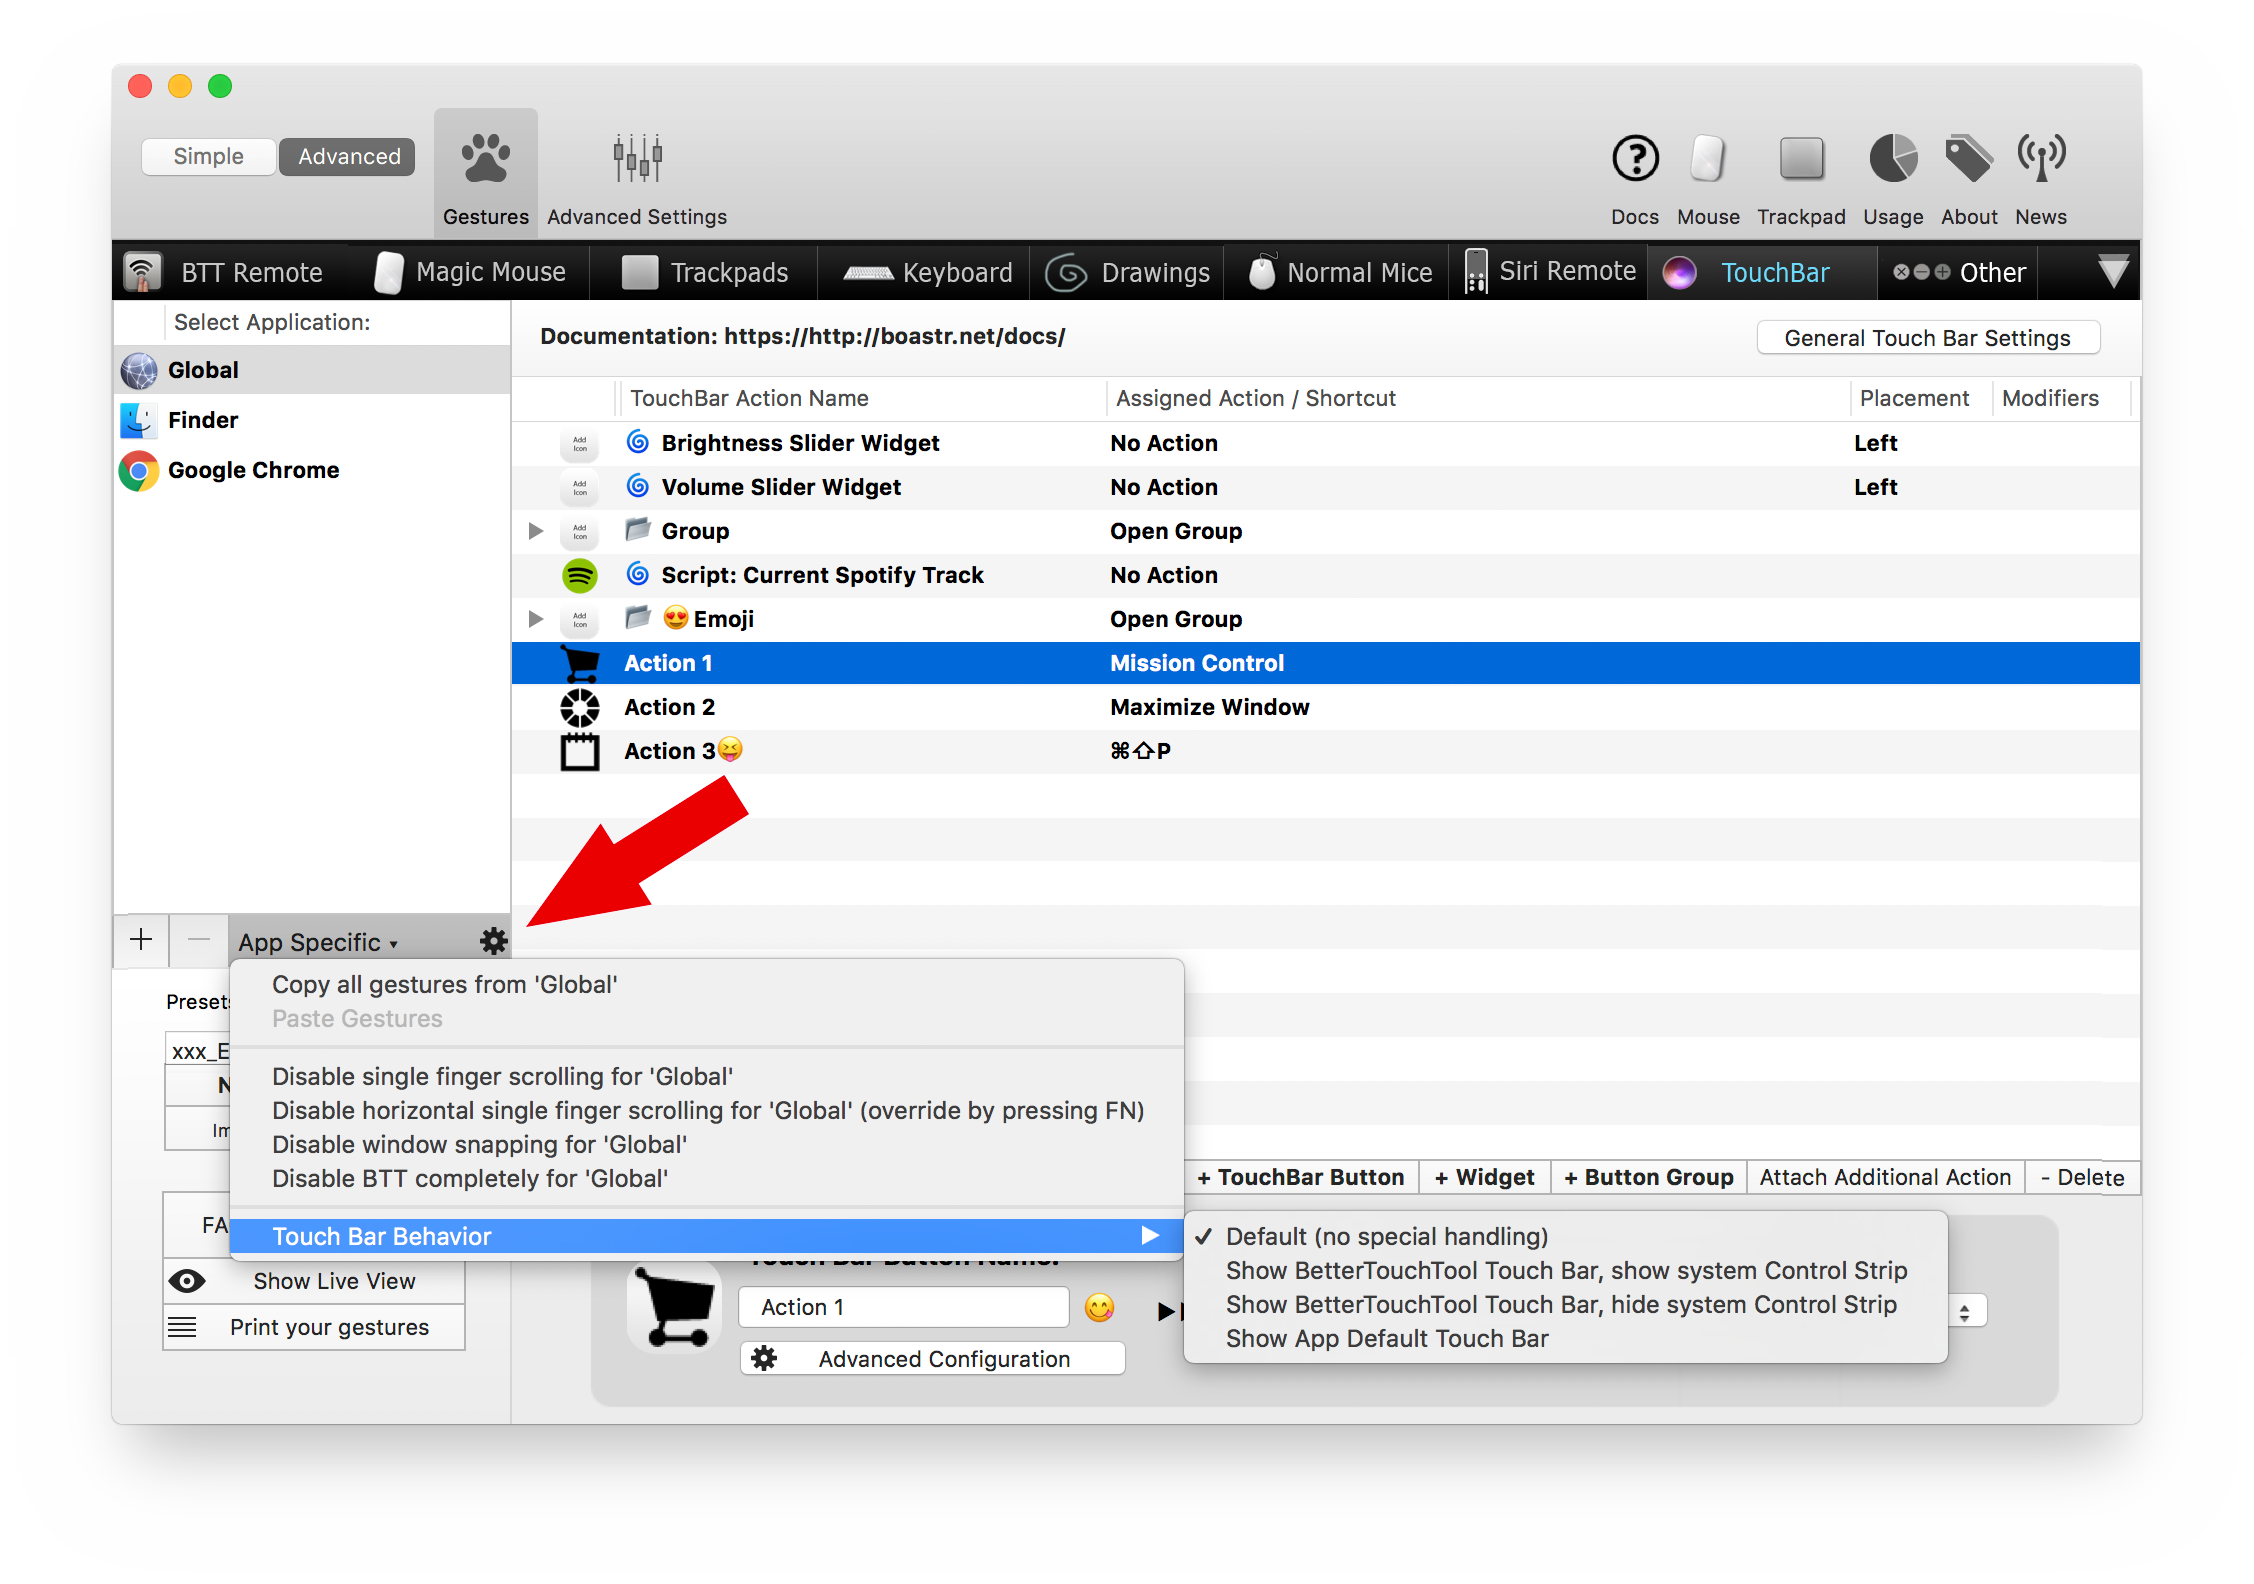 Simple Advanced
Gestures Advanced Settings
Docs Mouse Trackpad Usage About News
BTT Remote Magic Mouse Trackpads Keyboard Drawings Normal Mice Siri Remote TouchBar Other
Select Application:
Global
Finder
Google Chrome
Documentation: https://http://boastr.net/docs/
General Touch Bar Settings
TouchBar Action Name Assigned Action / Shortcut Placement Modifiers
Add Icon 🌀 Brightness Slider Widget No Action Left
Add Icon 🌀 Volume Slider Widget No Action Left
Add Icon Group Open Group
🌀 Script: Current Spotify Track No Action
Add Icon 😍 Emoji Open Group
Action 1 Mission Control
Action 2 Maximize Window
Action 3😝 ⌘⇧P
+ − App Specific ▾
Copy all gestures from 'Global'
Paste Gestures
Disable single finger scrolling for 'Global'
Disable horizontal single finger scrolling for 'Global' (override by pressing FN)
Disable window snapping for 'Global'
Disable BTT completely for 'Global'
Touch Bar Behavior ▶
✓ Default (no special handling)
Show BetterTouchTool Touch Bar, show system Control Strip
Show BetterTouchTool Touch Bar, hide system Control Strip
Show App Default Touch Bar
Presets
xxx_E
N
Im
FA
Show Live View
Print your gestures
+ TouchBar Button + Widget + Button Group Attach Additional Action - Delete
Touch Bar Button Name:
Action 1 😋
Advanced Configuration